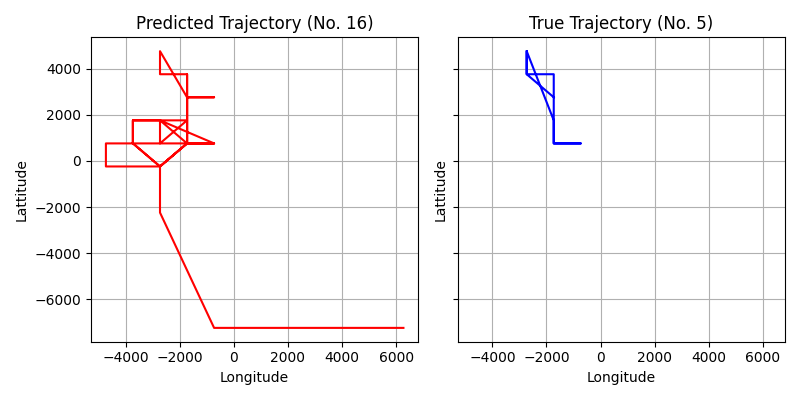 Predicted Trajectory (No. 16)
True Trajectory (No. 5)
4000
2000
0
−2000
−4000
−6000
Lattitude
Lattitude
−4000 −2000 0 2000 4000 6000
−4000 −2000 0 2000 4000 6000
Longitude
Longitude